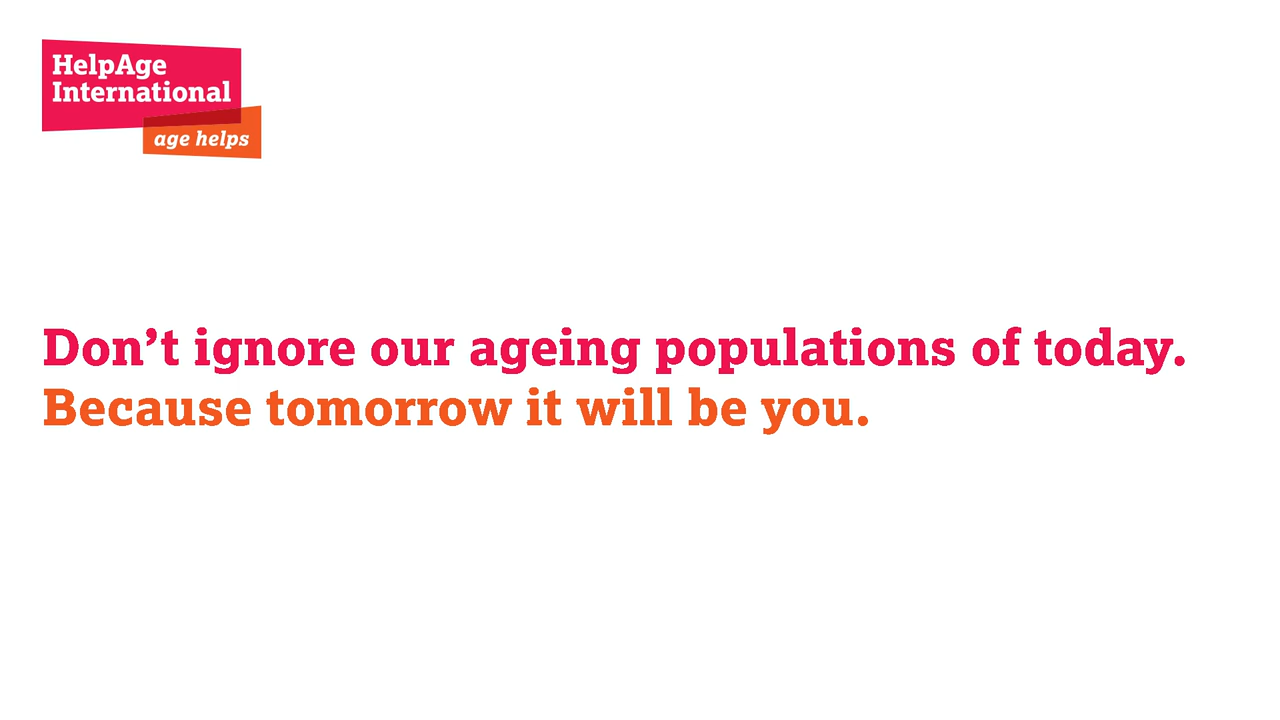 HelpAge
International
age helps
Don’t ignore our ageing populations of today.
Because tomorrow it will be you.